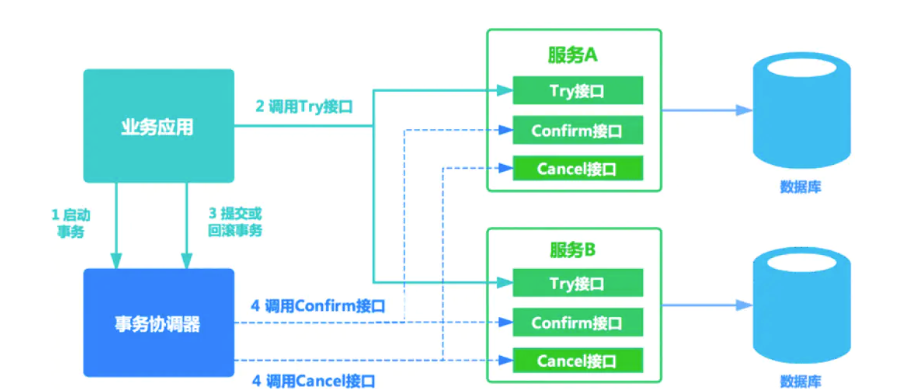 服务A
Try接口
业务应用
2 调用Try接口
Confirm接口
Cancel接口
数据库
1 启动
事务
3 提交或
回滚事务
服务B
Try接口
4 调用Confirm接口
事务协调器
Confirm接口
Cancel接口
4 调用Cancel接口
数据库